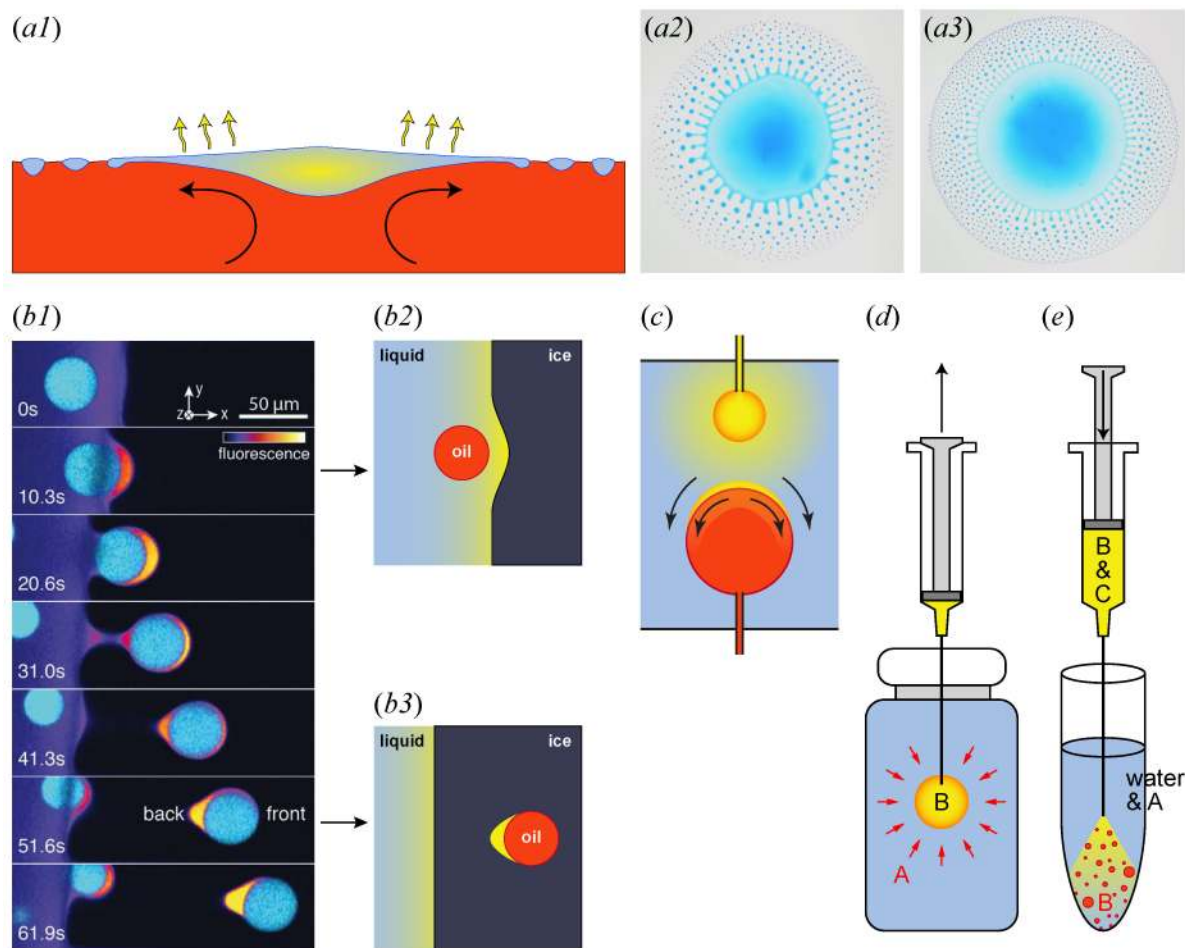 (a1)
(a2)
(a3)
(b1)
0s
y
z
x
50 μm
fluorescence
10.3s
20.6s
31.0s
41.3s
51.6s
back
front
61.9s
(b2)
liquid
ice
oil
(b3)
liquid
ice
oil
(c)
(d)
B
A
(e)
B
&
C
water
& A
B